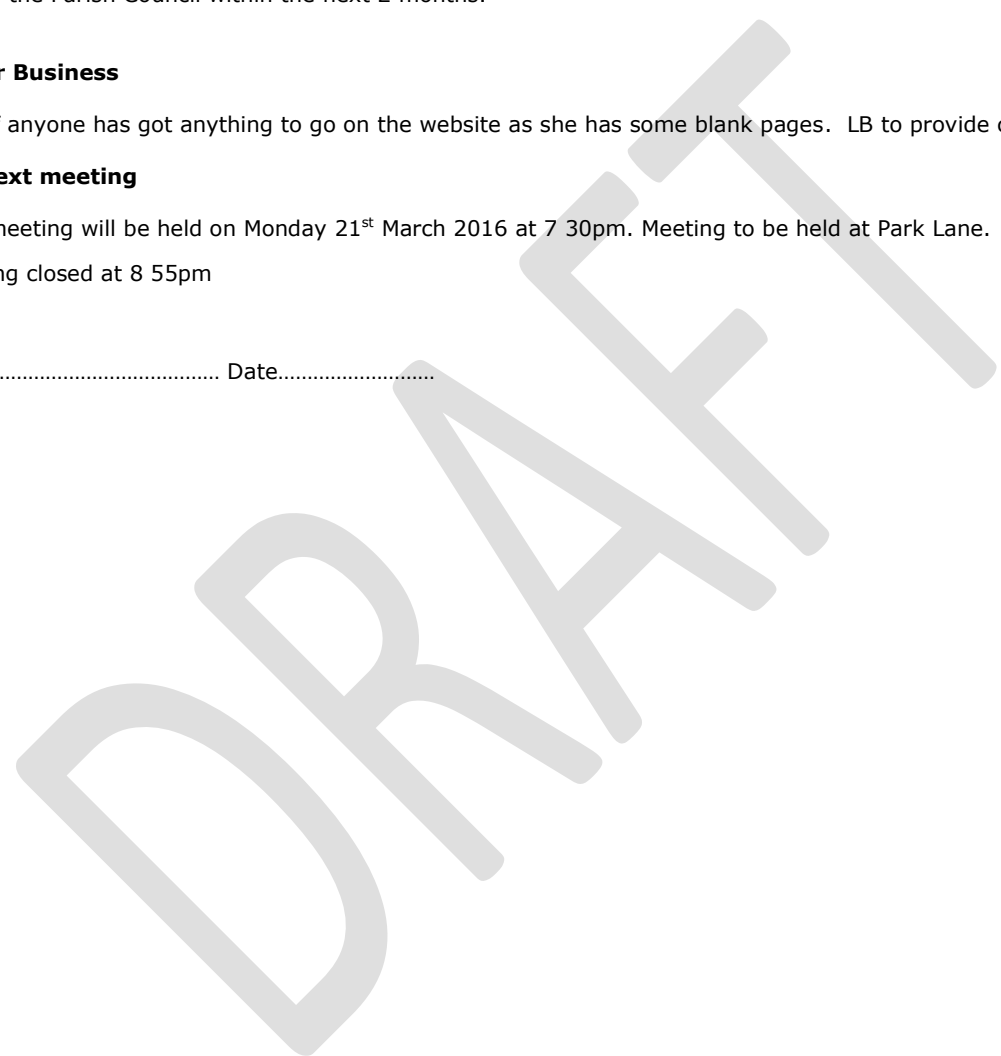 the Parish Council within the next 2 months.
r Business
anyone has got anything to go on the website as she has some blank pages. LB to provide
ext meeting
meeting will be held on Monday 21st March 2016 at 7 30pm. Meeting to be held at Park Lane.
ng closed at 8 55pm
…………………………………… Date………………………
DRAFT